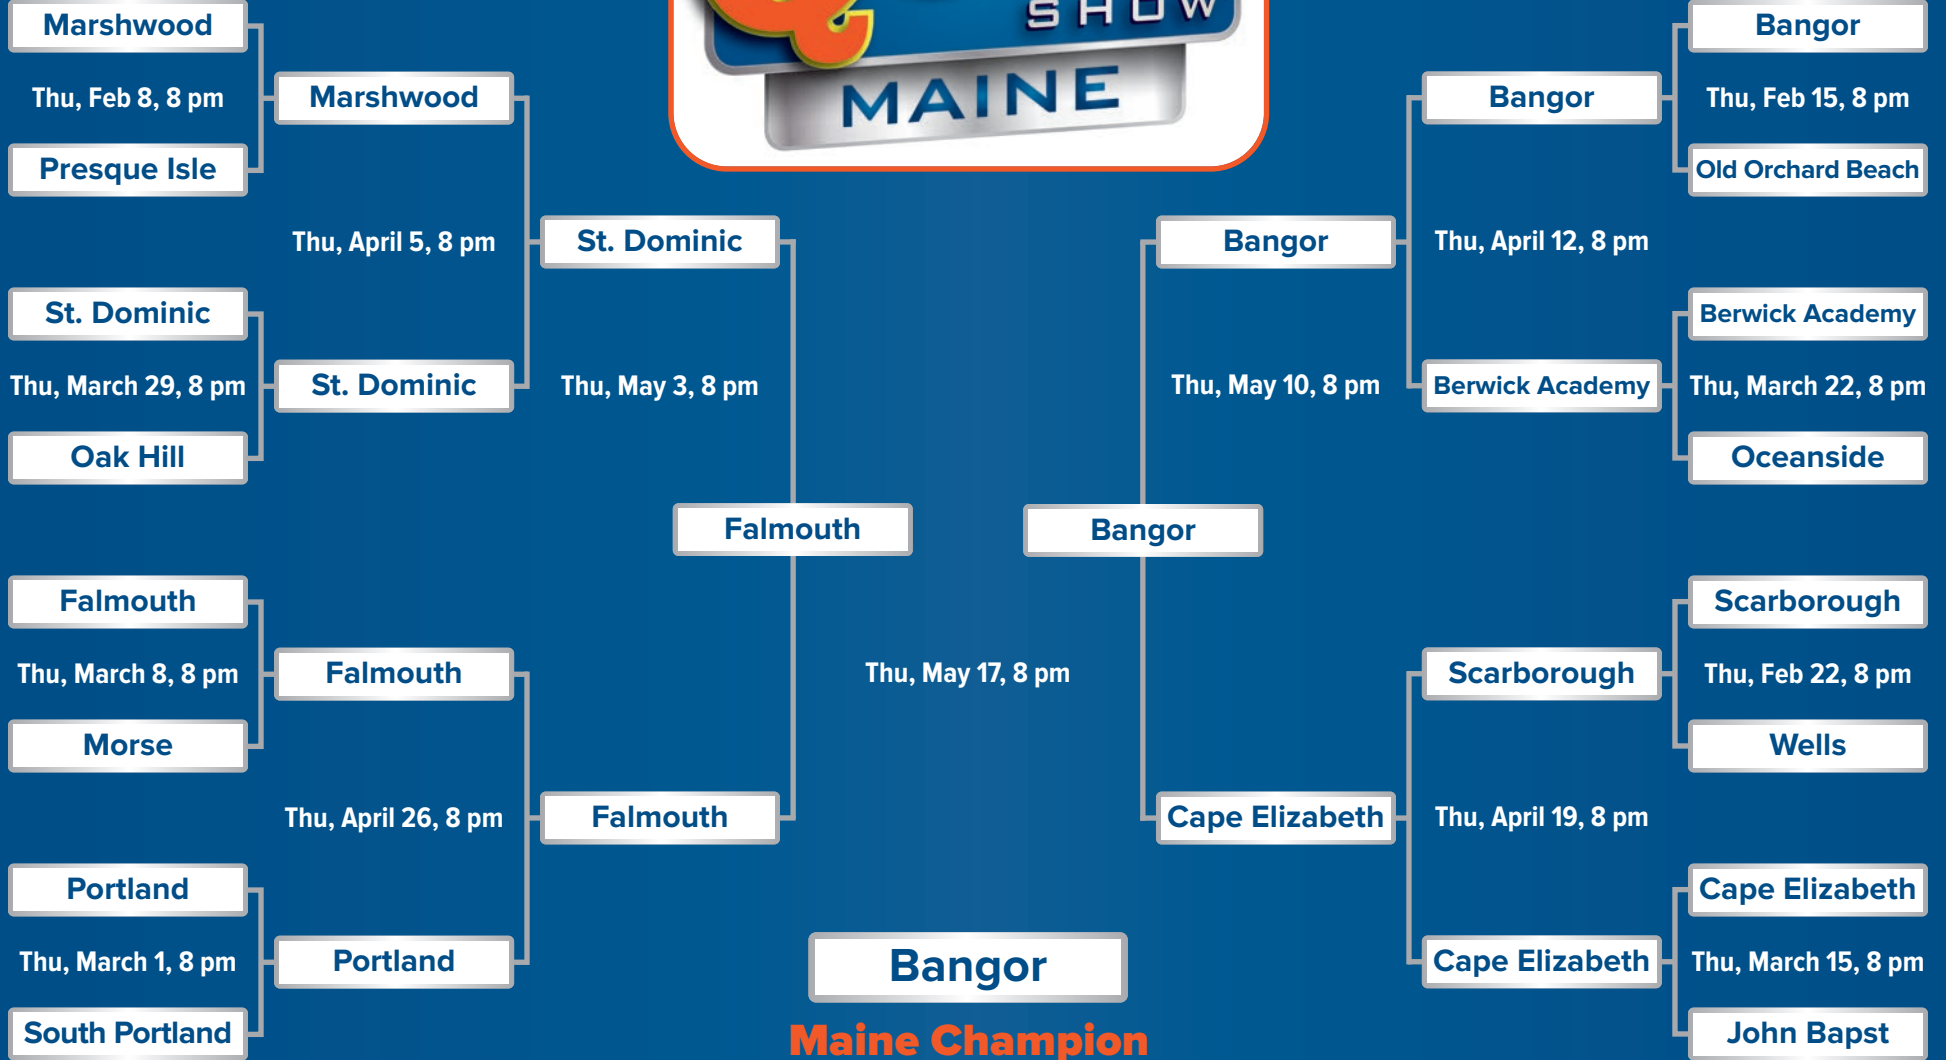 SHOW
MAINE
Marshwood
Thu, Feb 8, 8 pm
Presque Isle
Marshwood
Thu, April 5, 8 pm
St. Dominic
Thu, March 29, 8 pm
Oak Hill
St. Dominic
St. Dominic
Thu, May 3, 8 pm
Falmouth
Thu, March 8, 8 pm
Morse
Falmouth
Thu, April 26, 8 pm
Portland
Thu, March 1, 8 pm
South Portland
Portland
Falmouth
Falmouth
Thu, May 17, 8 pm
Bangor
Bangor
Thu, May 10, 8 pm
Cape Elizabeth
Bangor
Thu, April 12, 8 pm
Berwick Academy
Bangor
Thu, Feb 15, 8 pm
Old Orchard Beach
Berwick Academy
Thu, March 22, 8 pm
Oceanside
Scarborough
Thu, April 19, 8 pm
Cape Elizabeth
Scarborough
Thu, Feb 22, 8 pm
Wells
Cape Elizabeth
Thu, March 15, 8 pm
John Bapst
Bangor
Maine Champion